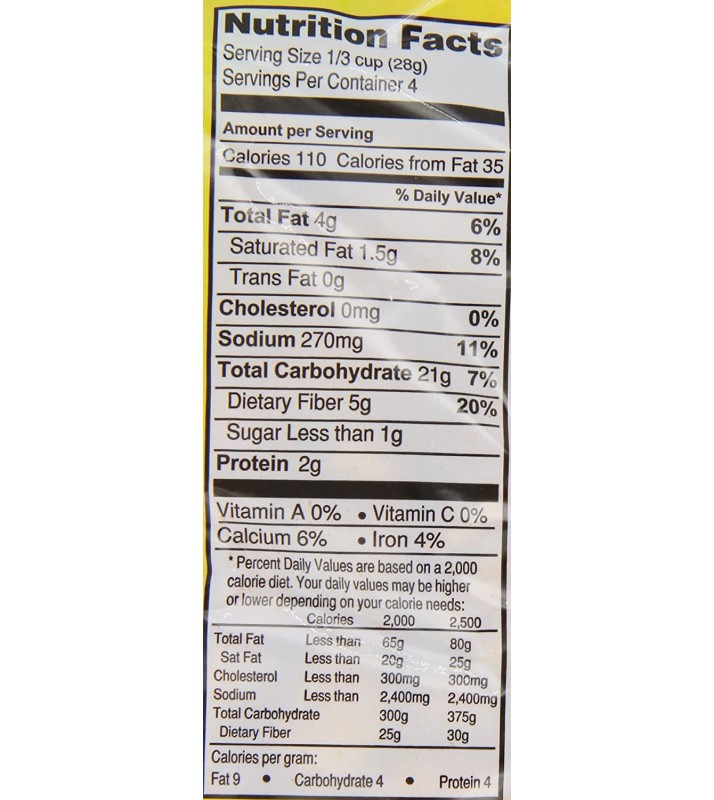 Nutrition Facts
Serving Size 1/3 cup (28g)
Servings Per Container 4
Amount per Serving
Calories 110 Calories from Fat 35
% Daily Value*
Total Fat 4g 6%
Saturated Fat 1.5g 8%
Trans Fat 0g
Cholesterol 0mg 0%
Sodium 270mg 11%
Total Carbohydrate 21g 7%
Dietary Fiber 5g 20%
Sugar Less than 1g
Protein 2g
Vitamin A 0% • Vitamin C 0%
Calcium 6% • Iron 4%
* Percent Daily Values are based on a 2,000
calorie diet. Your daily values may be higher
or lower depending on your calorie needs:
Calories 2,000 2,500
Total Fat Less than 65g 80g
Sat Fat Less than 20g 25g
Cholesterol Less than 300mg 300mg
Sodium Less than 2,400mg 2,400mg
Total Carbohydrate 300g 375g
Dietary Fiber 25g 30g
Calories per gram:
Fat 9 • Carbohydrate 4 • Protein 4